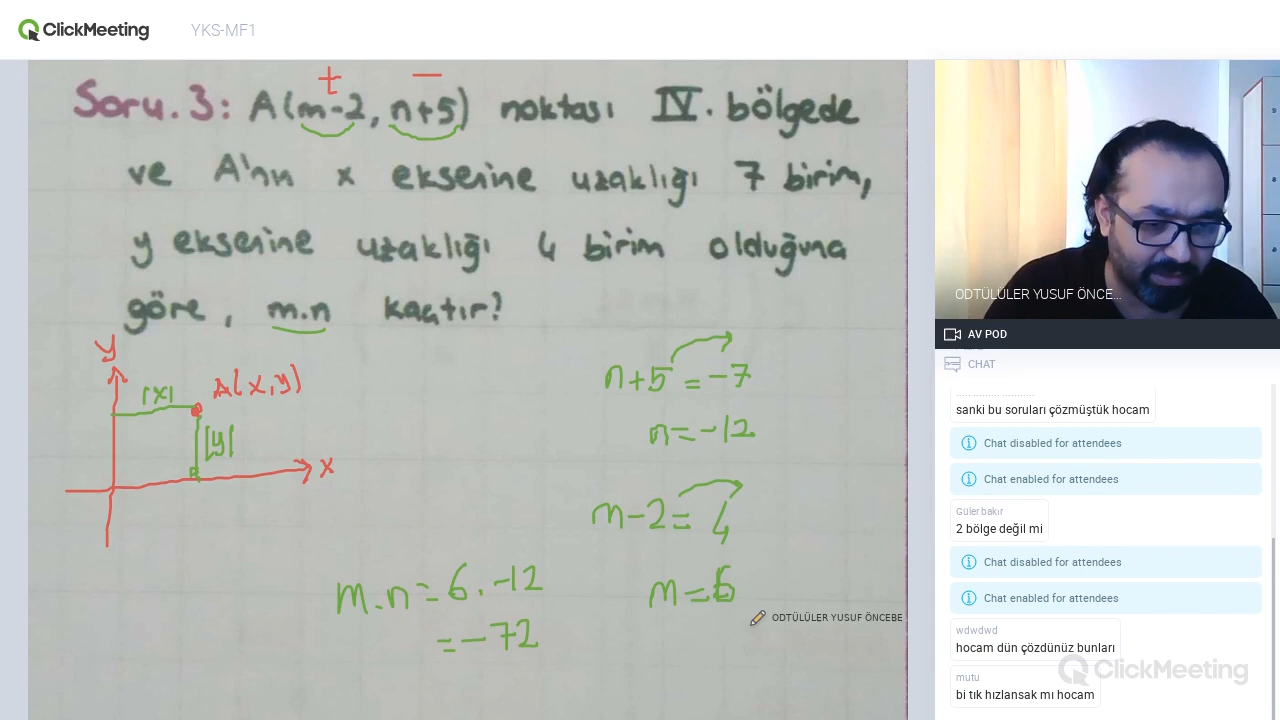 ClickMeeting YKS-MF1
+ −
Soru.3: A(m-2, n+5) noktası IV. bölgede
ve A'nın x eksenine uzaklığı 7 birim,
y eksenine uzaklığı 4 birim olduğuna
göre, m.n kaçtır?
y
|x| A(x,y)
|y|
x
n+5 = -7
n = -12
m-2 = 4
m = 6
m.n = 6.-12
= -72
ODTÜLÜLER YUSUF ÖNCEBE
ODTÜLÜLER YUSUF ÖNCE...
AV POD
CHAT
sanki bu soruları çözmüştük hocam
Chat disabled for attendees
Chat enabled for attendees
Güler bakır
2 bölge değil mi
Chat disabled for attendees
Chat enabled for attendees
wdwdwd
hocam dün çözdünüz bunları
mutu
bi tık hızlansak mı hocam
ClickMeeting